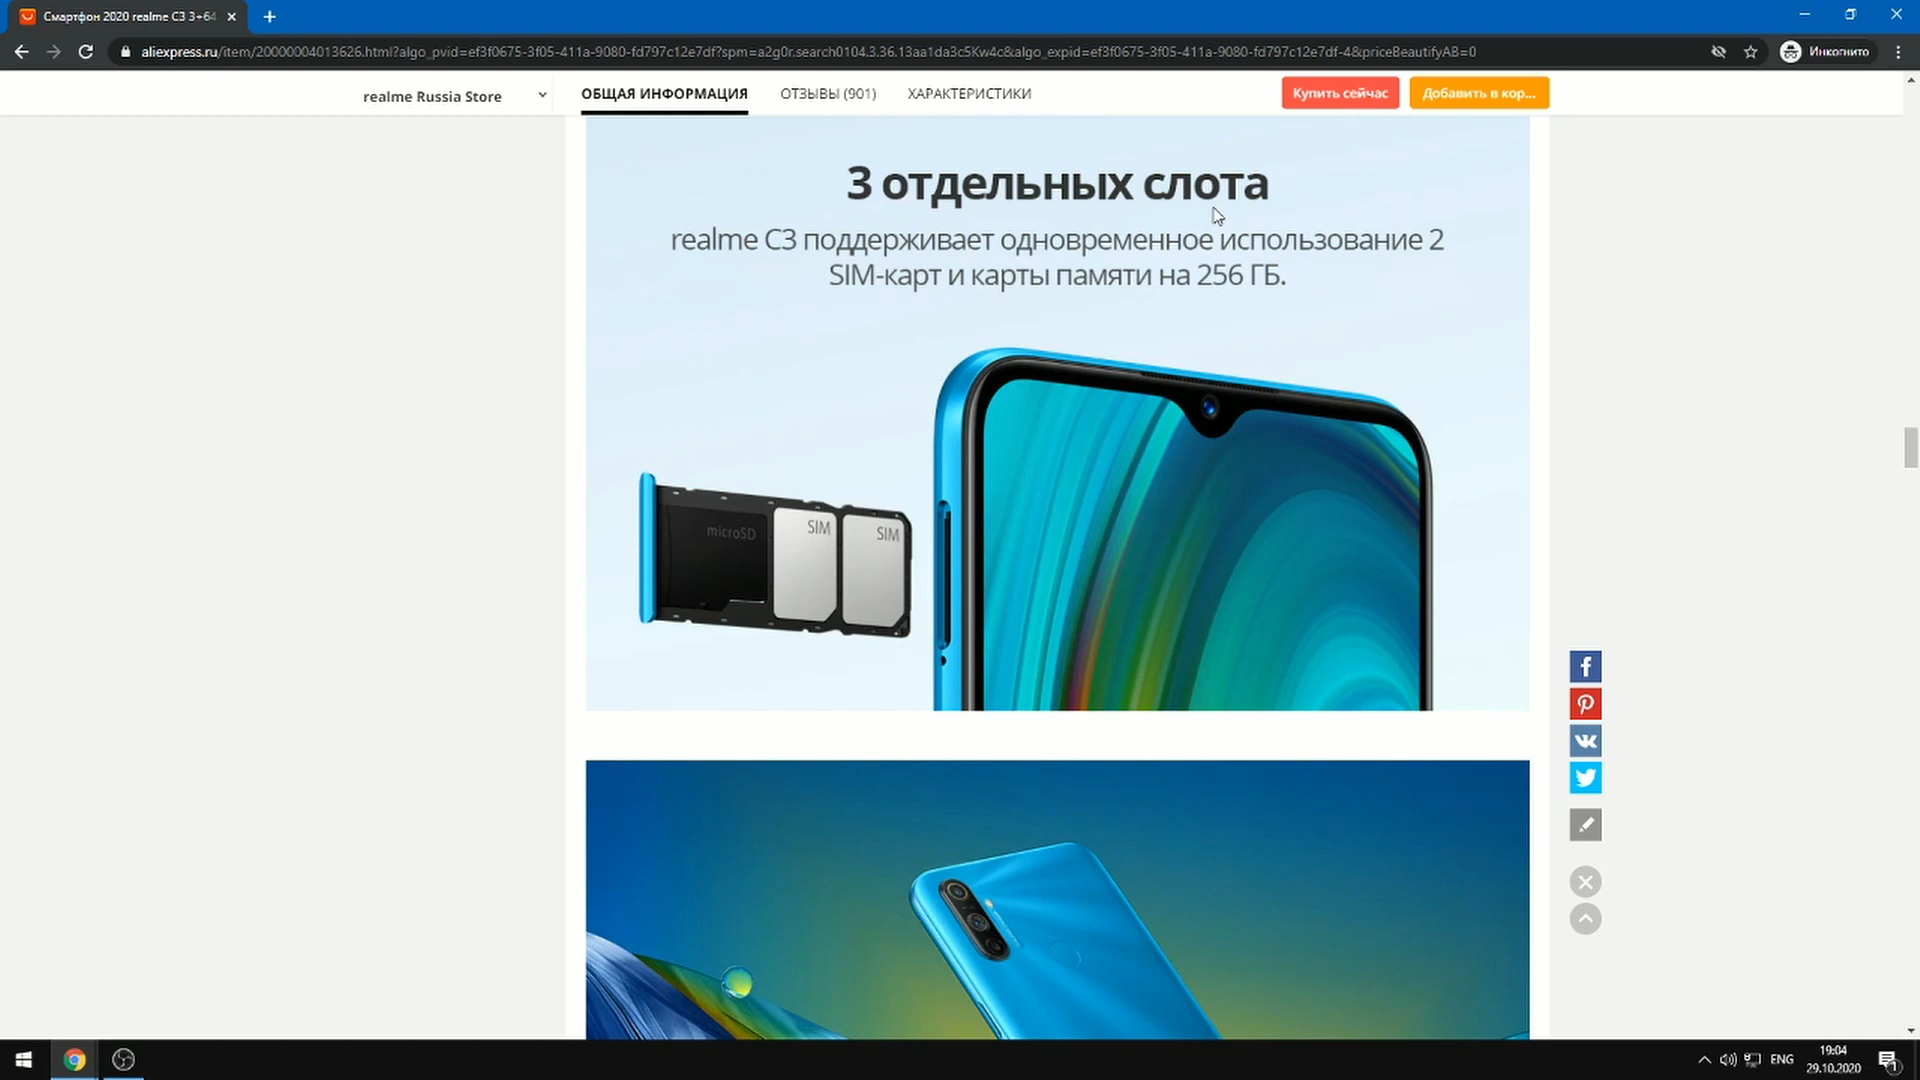 Смартфон 2020 realme C3 3+64
aliexpress.ru/item/20000004013626.html?algo_pvid=ef3f0675-3f05-411a-9080-fd797c12e7df?spm=a2g0r.search0104.3.36.13aa1da3c5Kw4c&algo_expid=ef3f0675-3f05-411a-9080-fd797c12e7df-4&priceBeautifyAB=0
Инкогнито
realme Russia Store
ОБЩАЯ ИНФОРМАЦИЯ
ОТЗЫВЫ (901)
ХАРАКТЕРИСТИКИ
Купить сейчас
Добавить в кор...
3 отдельных слота
realme C3 поддерживает одновременное использование 2
SIM-карт и карты памяти на 256 ГБ.
microSD
SIM
SIM
ENG
19:04
29.10.2020
1